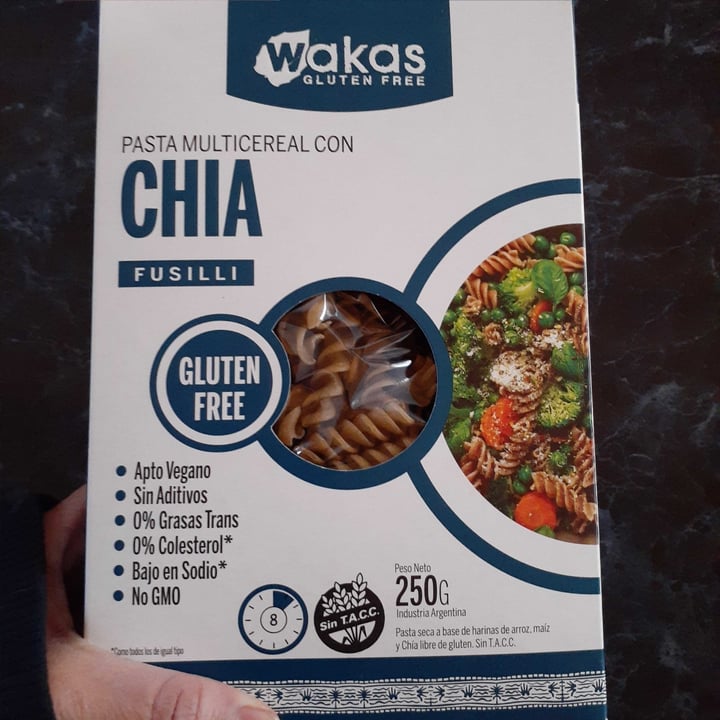 wakas
GLUTEN FREE
PASTA MULTICEREAL CON
CHIA
FUSILLI
GLUTEN
FREE
Apto Vegano
Sin Aditivos
0% Grasas Trans
0% Colesterol*
Bajo en Sodio*
No GMO
*Como todos los de igual tipo
8
Sin T.A.C.C.
Peso Neto
250G
Industria Argentina
Pasta seca a base de harinas de arroz, maíz
y Chía libre de gluten. Sin T.A.C.C.